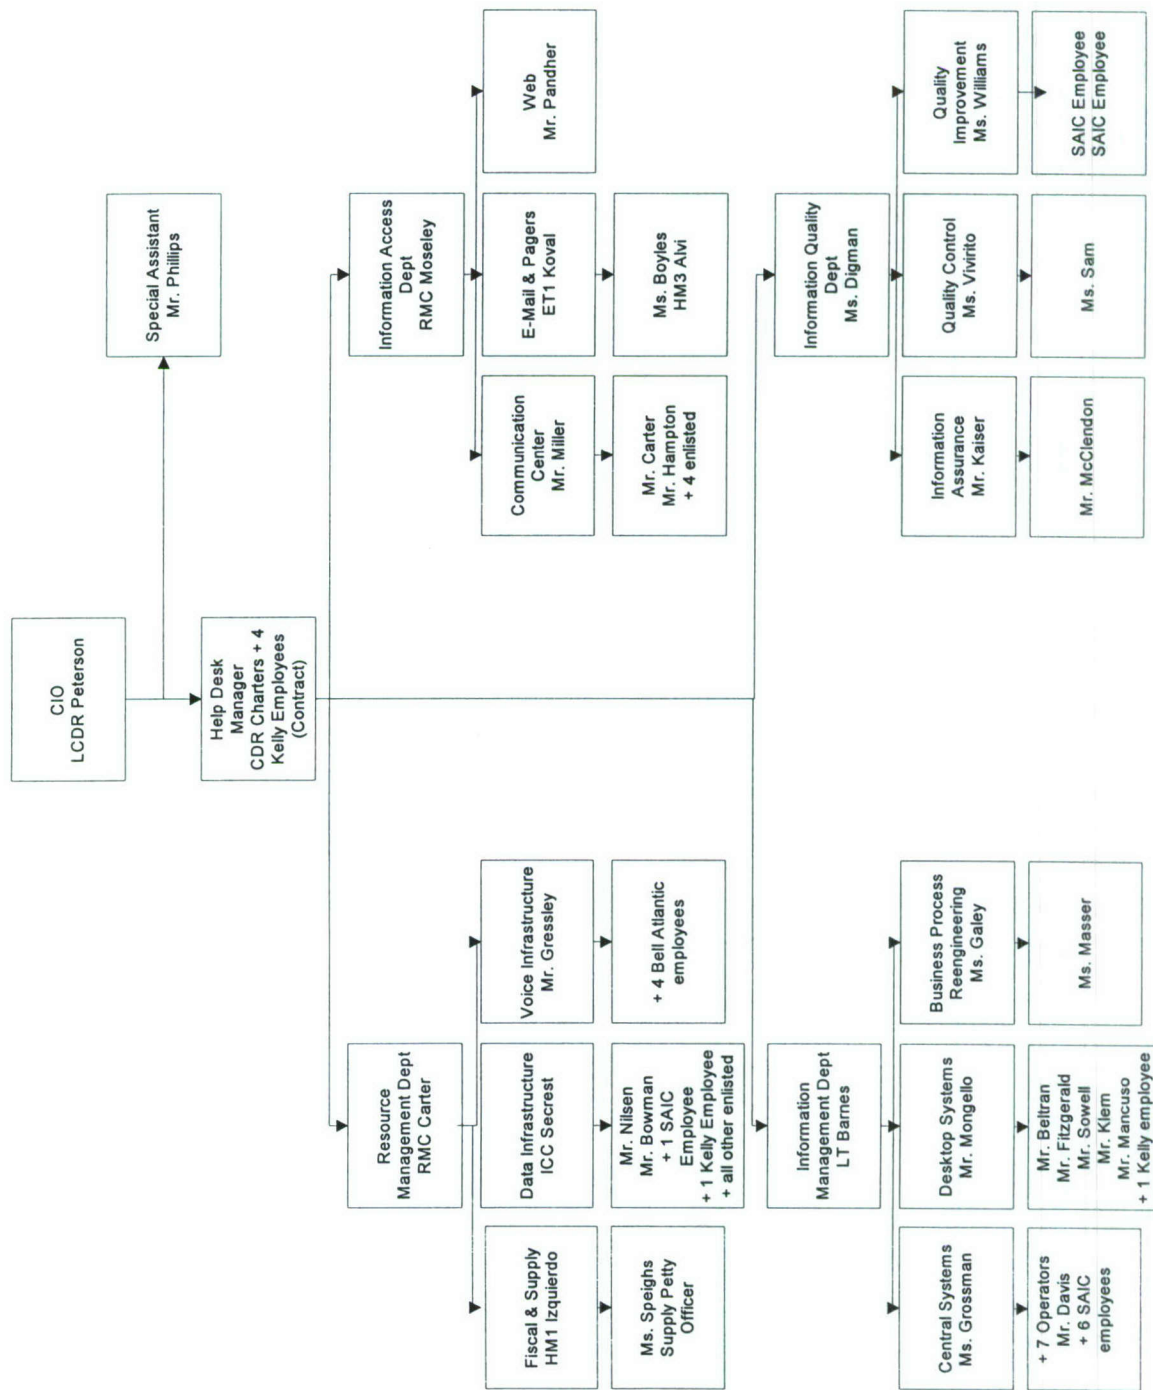 CIO
LCDR Peterson
Special Assistant
Mr. Phillips
Help Desk
Manager
CDR Charters + 4
Kelly Employees
(Contract)
Resource
Management Dept
RMC Carter
Information Access
Dept
RMC Moseley
Fiscal & Supply
HM1 Izquierdo
Data Infrastructure
ICC Secrest
Voice Infrastructure
Mr. Gressley
Communication
Center
Mr. Miller
E-Mail & Pagers
ET1 Koval
Web
Mr. Pandher
Ms. Speighs
Supply Petty
Officer
Mr. Nilsen
Mr. Bowman
+ 1 SAIC
Employee
+ 1 Kelly Employee
+ all other enlisted
+ 4 Bell Atlantic
employees
Mr. Carter
Mr. Hampton
+ 4 enlisted
Ms. Boyles
HM3 Alvi
Information
Management Dept
LT Barnes
Information Quality
Dept
Ms. Digman
Central Systems
Ms. Grossman
Desktop Systems
Mr. Mongello
Business Process
Reengineering
Ms. Galey
Information
Assurance
Mr. Kaiser
Quality Control
Ms. Vivirito
Quality
Improvement
Ms. Williams
+ 7 Operators
Mr. Davis
+ 6 SAIC
employees
Mr. Beltran
Mr. Fitzgerald
Mr. Sowell
Mr. Klem
Mr. Mancuso
+ 1 Kelly employee
Ms. Masser
Mr. McClendon
Ms. Sam
SAIC Employee
SAIC Employee